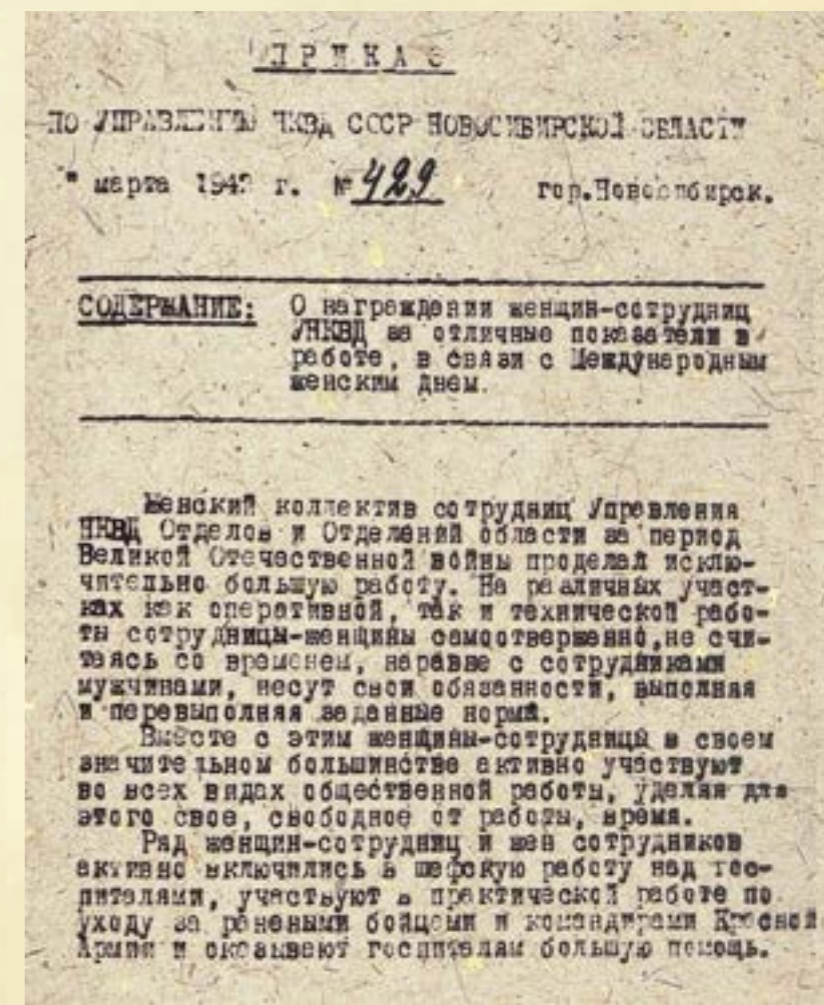 ПРИКАЗ
ПО УПРАВЛЕНИЮ НКВД СССР НОВОСИБИРСКОЙ ОБЛАСТИ
" марта 194 г. № 429 гор.Новосибирск.
СОДЕРЖАНИЕ: О награждении женщин-сотрудниц
УНКВД за отличные показатели в
работе, в связи с Международным
женским днем.
Женский коллектив сотрудниц Управления
НКВД Отделов и Отделений области за период
Великой Отечественной войны проделал исклю-
чительно большую работу. На различных участ-
ках как оперативной, так и технической рабо-
ты сотрудницы-женщины самоотверженно,не счи-
таясь со временем, наравне с сотрудниками
мужчинами, несут свои обязанности, выполняя
и перевыполняя заданные нормы.
Вместе с этим женщины-сотрудницы в своем
значительном большинстве активно участвуют
во всех видах общественной работы, уделяя для
этого свое, свободное от работы, время.
Ряд женщин-сотрудниц и жен сотрудников
активно включились в шефскую работу над гос-
питалями, участвуют в практической работе по
уходу за ранеными бойцами и командирами Красной
Армии и оказывают госпиталям большую помощь.